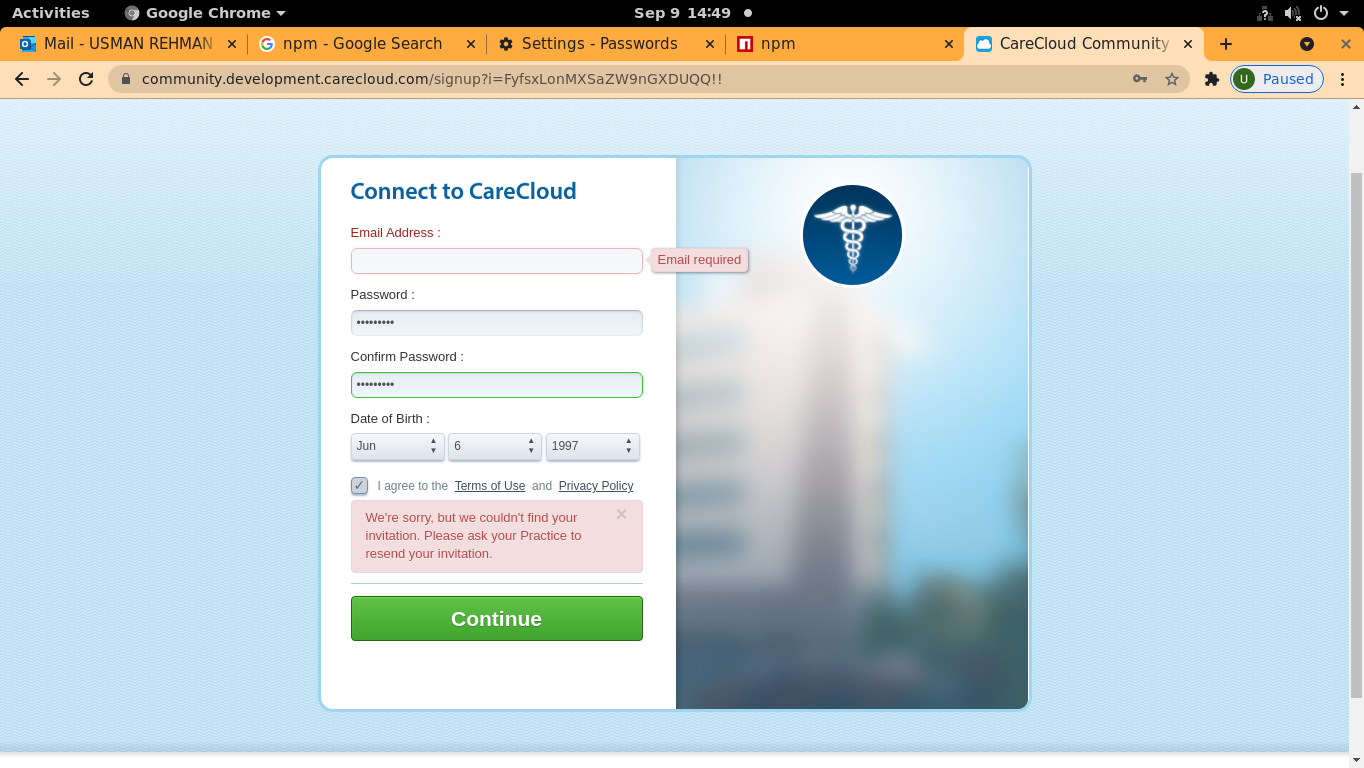 Activities
Google Chrome
Sep 9 14:49
Mail - USMAN REHMAN
npm - Google Search
Settings - Passwords
npm
CareCloud Community
community.development.carecloud.com/signup?i=FyfsxLonMXSaZW9nGXDUQQ!!
U
Paused
Connect to CareCloud
Email Address :
Email required
Password :
•••••••••
Confirm Password :
•••••••••
Date of Birth :
Jun
6
1997
I agree to the Terms of Use and Privacy Policy
We're sorry, but we couldn't find your
invitation. Please ask your Practice to
resend your invitation.
Continue